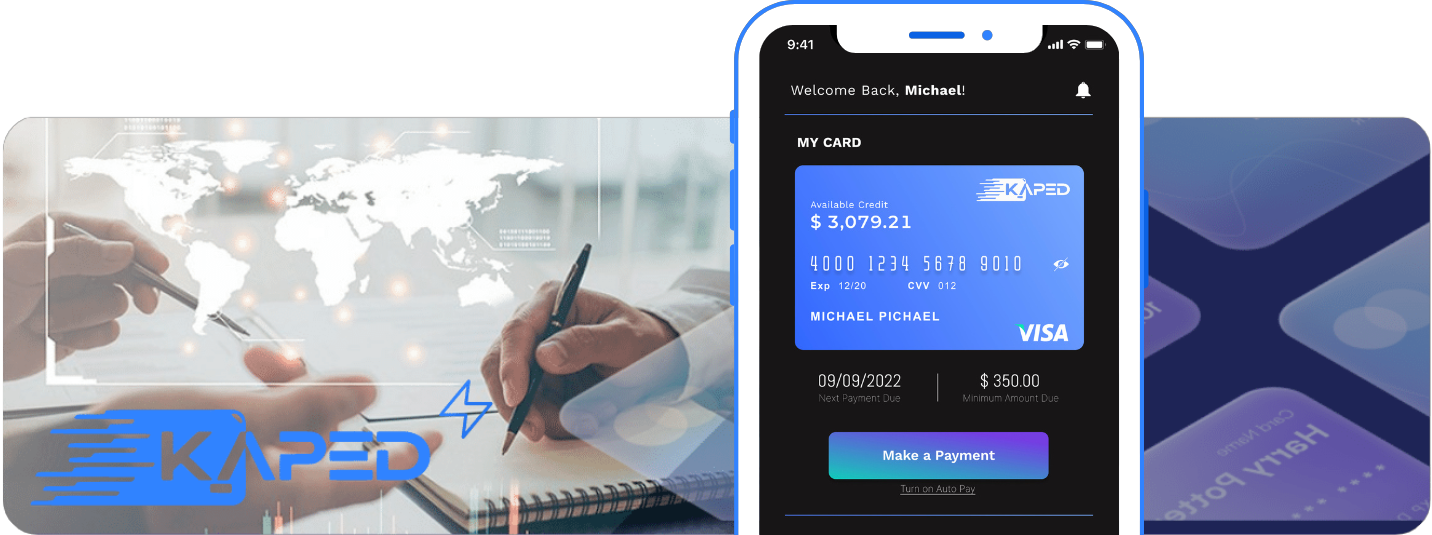 9:41
Welcome Back, Michael!
MY CARD
KAPED
Available Credit
$ 3,079.21
4000 1234 5678 9010
Exp 12/20 CVV 012
MICHAEL PICHAEL
VISA
09/09/2022 $ 350.00
Next Payment Due Minimum Amount Due
Make a Payment
Turn on Auto Pay
KAPED
Card Name
Harry Potte